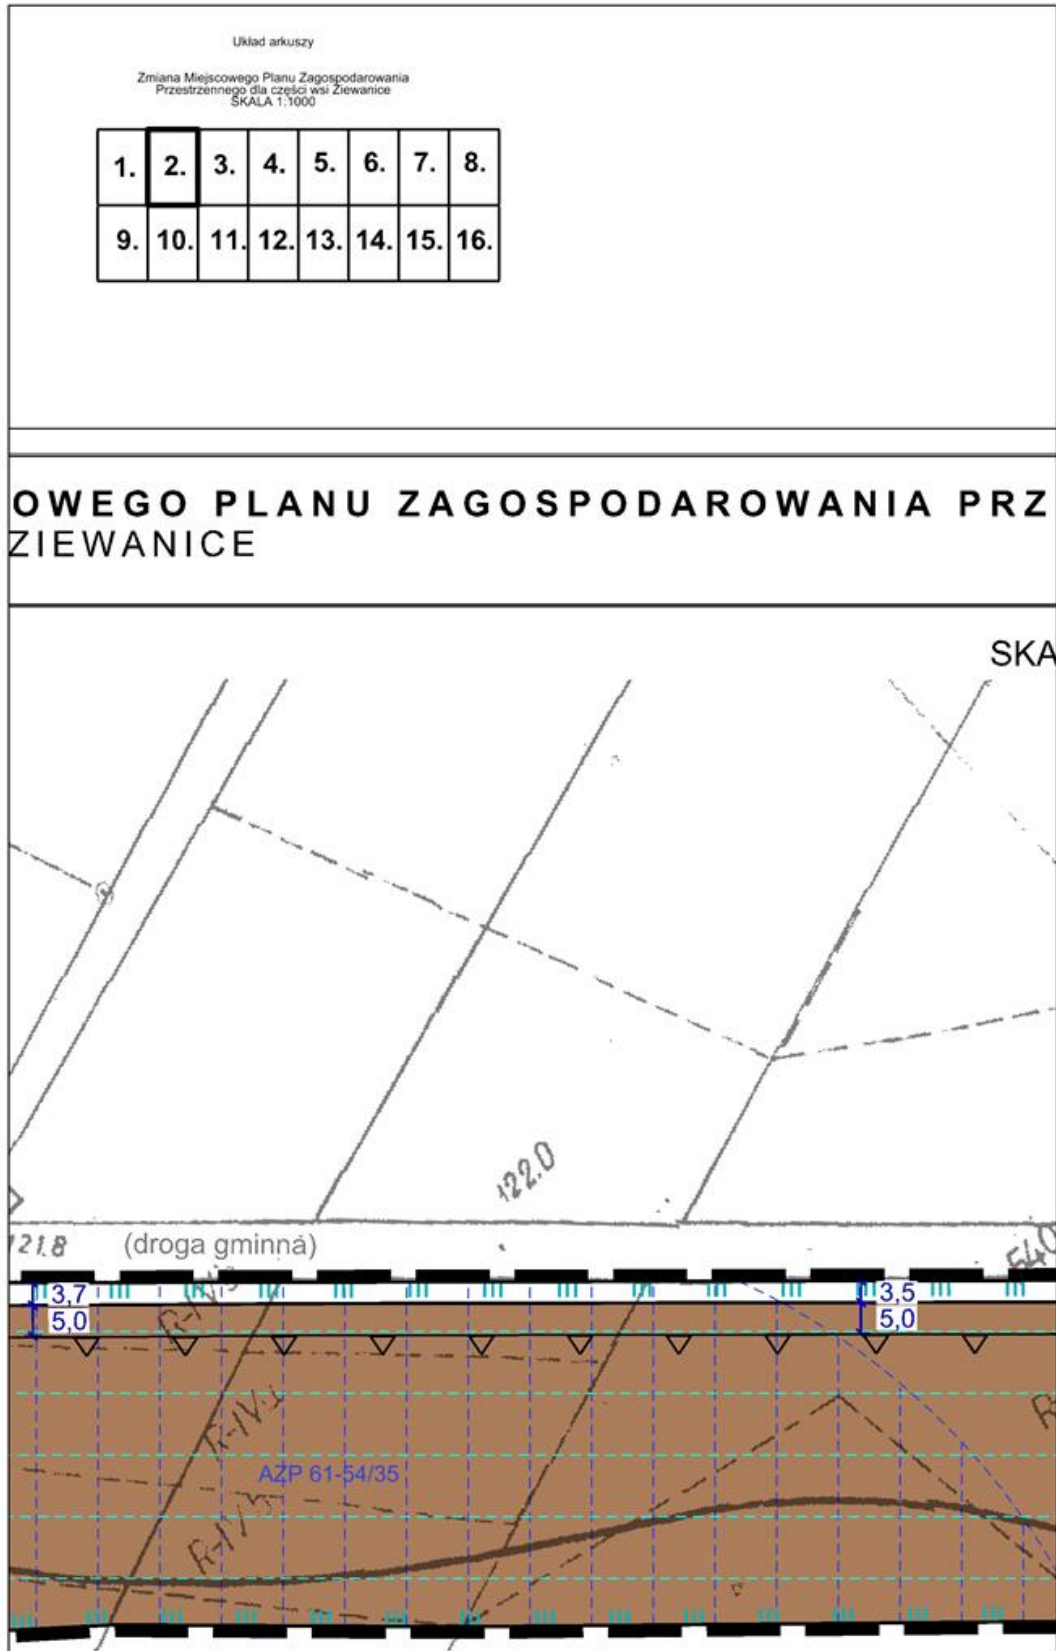 Układ arkuszy
Zmiana Miejscowego Planu Zagospodarowania
Przestrzennego dla części wsi Ziewanice
SKALA 1:1000
1. 2. 3. 4. 5. 6. 7. 8.
9. 10. 11. 12. 13. 14. 15. 16.
OWEGO PLANU ZAGOSPODAROWANIA PRZ
ZIEWANICE
SKA
122.0
121.8 (droga gminna)
540
3,7 3,5
5,0 5,0
AZP 61-54/35